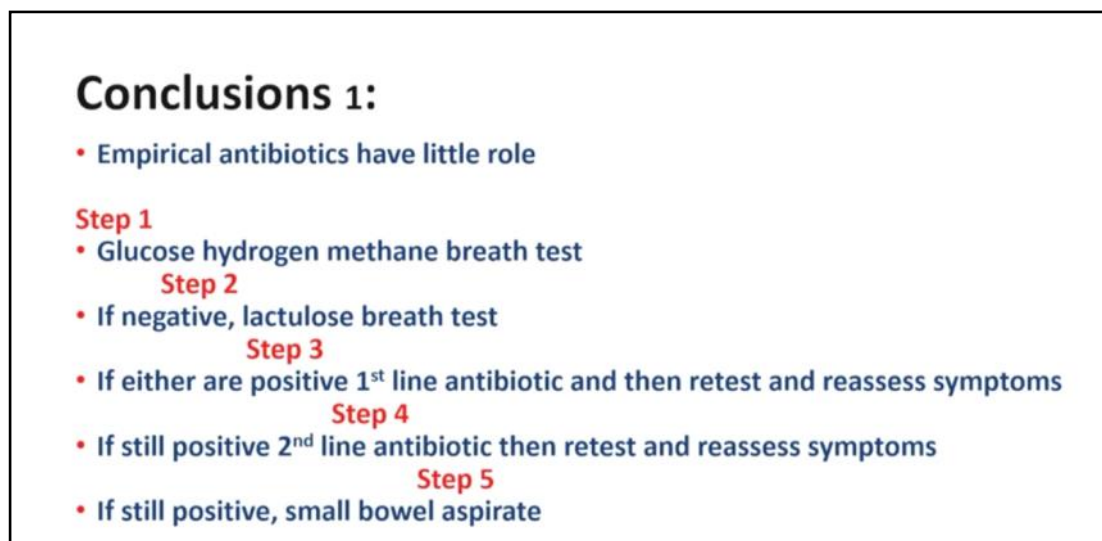 Conclusions 1:
• Empirical antibiotics have little role
Step 1
• Glucose hydrogen methane breath test
Step 2
• If negative, lactulose breath test
Step 3
• If either are positive 1st line antibiotic and then retest and reassess symptoms
Step 4
• If still positive 2nd line antibiotic then retest and reassess symptoms
Step 5
• If still positive, small bowel aspirate